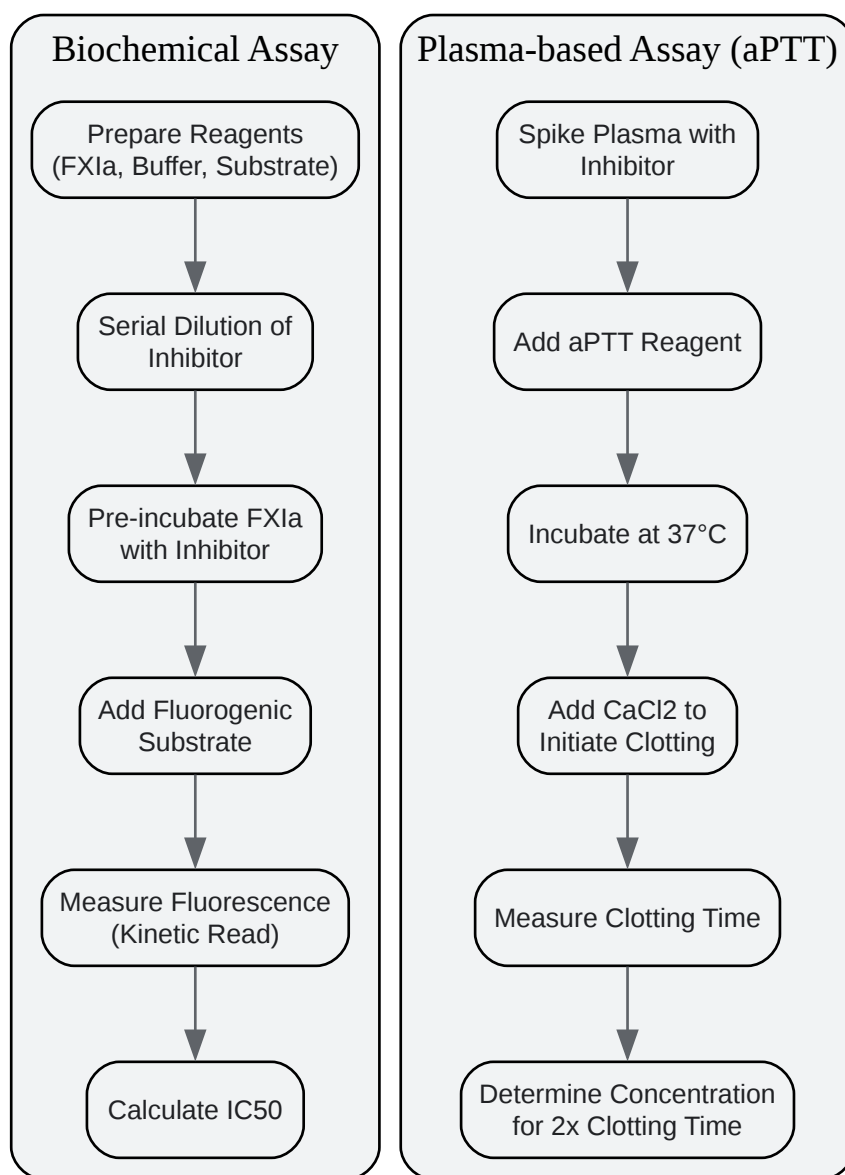 Biochemical Assay
Prepare Reagents
(FXIa, Buffer, Substrate)
Serial Dilution of
Inhibitor
Pre-incubate FXIa
with Inhibitor
Add Fluorogenic
Substrate
Measure Fluorescence
(Kinetic Read)
Calculate IC50
Plasma-based Assay (aPTT)
Spike Plasma with
Inhibitor
Add aPTT Reagent
Incubate at 37°C
Add CaCl2 to
Initiate Clotting
Measure Clotting Time
Determine Concentration
for 2x Clotting Time